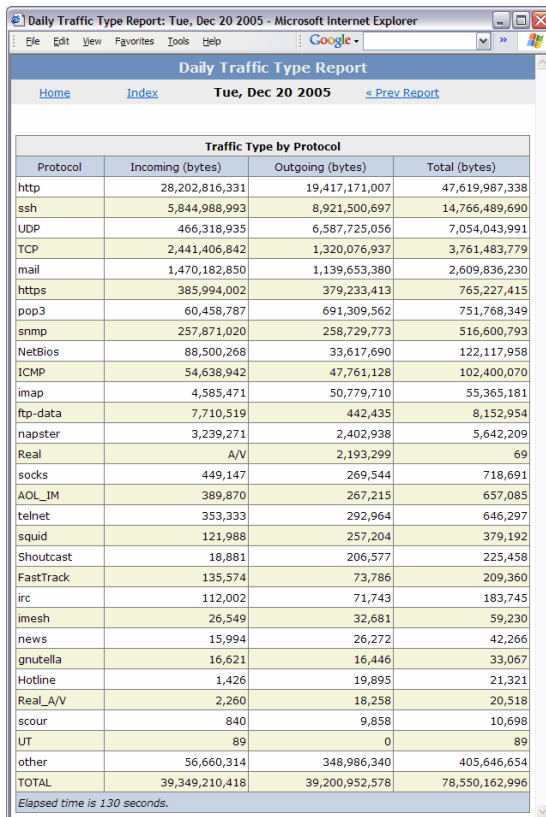 Daily Traffic Type Report: Tue, Dec 20 2005 - Microsoft Internet Explorer
File Edit View Favorites Tools Help Google
Daily Traffic Type Report
Home Index Tue, Dec 20 2005 « Prev Report
Traffic Type by Protocol
Protocol Incoming (bytes) Outgoing (bytes) Total (bytes)
http 28,202,816,331 19,417,171,007 47,619,987,338
ssh 5,844,988,993 8,921,500,697 14,766,489,690
UDP 466,318,935 6,587,725,056 7,054,043,991
TCP 2,441,406,842 1,320,076,937 3,761,483,779
mail 1,470,182,850 1,139,653,380 2,609,836,230
https 385,994,002 379,233,413 765,227,415
pop3 60,458,787 691,309,562 751,768,349
snmp 257,871,020 258,729,773 516,600,793
NetBios 88,500,268 33,617,690 122,117,958
ICMP 54,638,942 47,761,128 102,400,070
imap 4,585,471 50,779,710 55,365,181
ftp-data 7,710,519 442,435 8,152,954
napster 3,239,271 2,402,938 5,642,209
Real A/V 2,193,299 69
socks 449,147 269,544 718,691
AOL_IM 389,870 267,215 657,085
telnet 353,333 292,964 646,297
squid 121,988 257,204 379,192
Shoutcast 18,881 206,577 225,458
FastTrack 135,574 73,786 209,360
irc 112,002 71,743 183,745
imesh 26,549 32,681 59,230
news 15,994 26,272 42,266
gnutella 16,621 16,446 33,067
Hotline 1,426 19,895 21,321
Real_A/V 2,260 18,258 20,518
scour 840 9,858 10,698
UT 89 0 89
other 56,660,314 348,986,340 405,646,654
TOTAL 39,349,210,418 39,200,952,578 78,550,162,996
Elapsed time is 130 seconds.